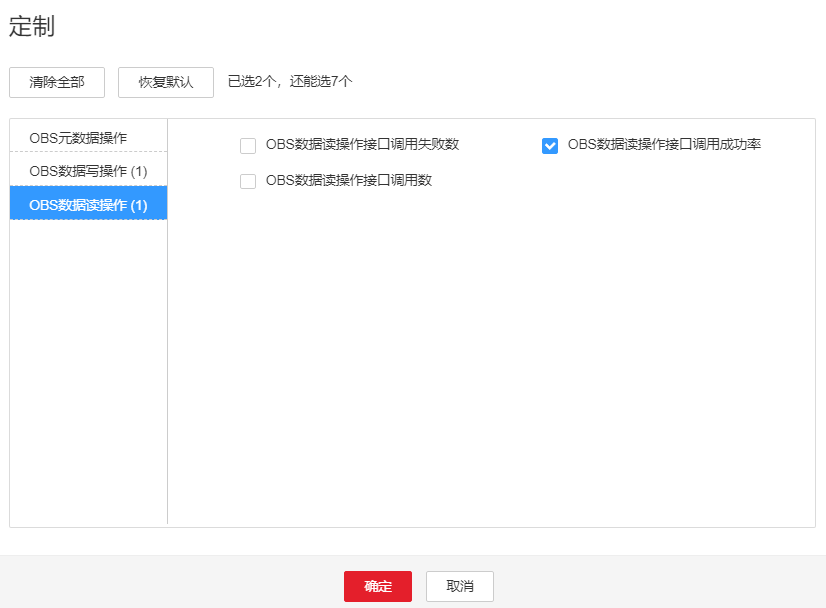 定制
清除全部
恢复默认
已选2个，还能选7个
OBS元数据操作
OBS数据写操作 (1)
OBS数据读操作 (1)
OBS数据读操作接口调用失败数
OBS数据读操作接口调用成功率
OBS数据读操作接口调用数
确定
取消